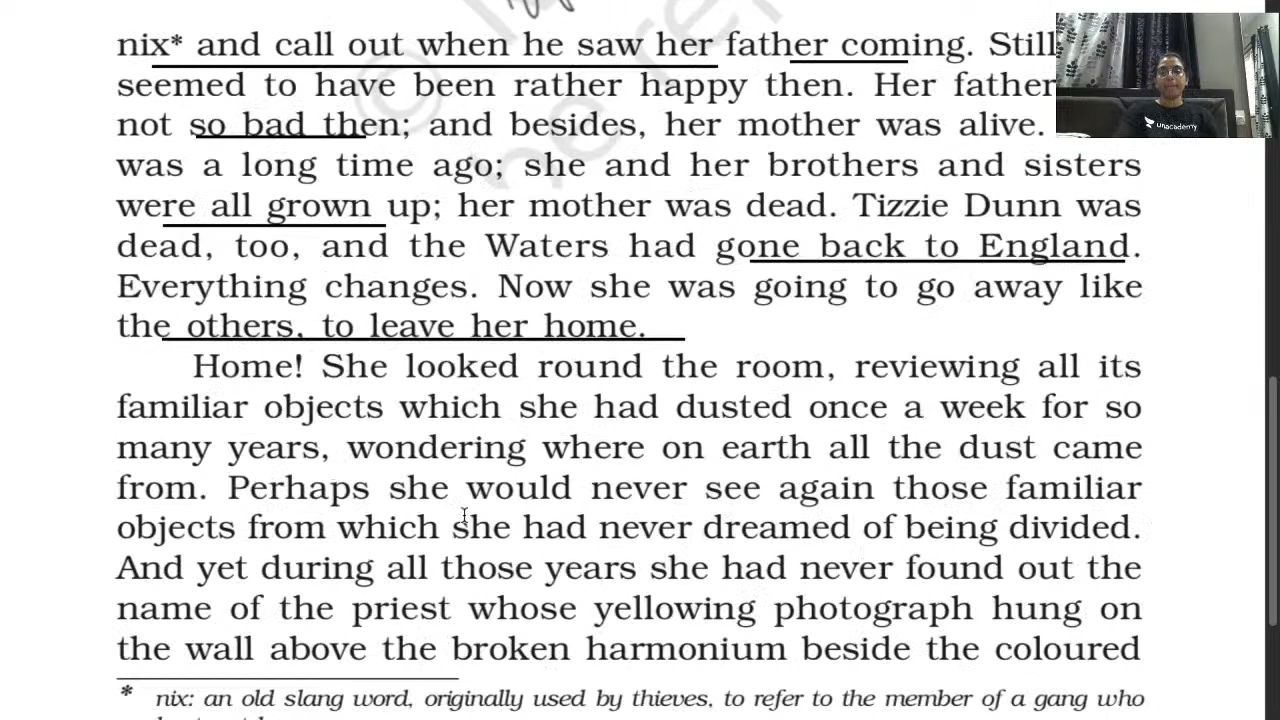 nix* and call out when he saw her father coming. Still
seemed to have been rather happy then. Her father
not so bad then; and besides, her mother was alive.
was a long time ago; she and her brothers and sisters
were all grown up; her mother was dead. Tizzie Dunn was
dead, too, and the Waters had gone back to England.
Everything changes. Now she was going to go away like
the others, to leave her home.
Home! She looked round the room, reviewing all its
familiar objects which she had dusted once a week for so
many years, wondering where on earth all the dust came
from. Perhaps she would never see again those familiar
objects from which she had never dreamed of being divided.
And yet during all those years she had never found out the
name of the priest whose yellowing photograph hung on
the wall above the broken harmonium beside the coloured
* nix: an old slang word, originally used by thieves, to refer to the member of a gang who
unacademy